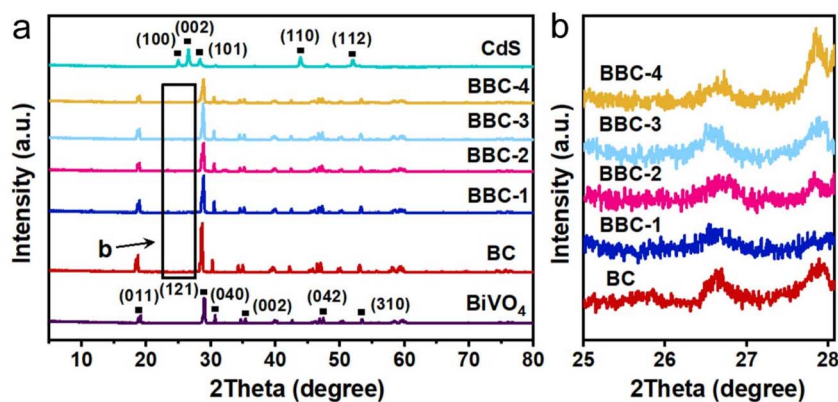 a
b
(100)
(002)
(101)
(110)
(112)
CdS
BBC-4
BBC-3
BBC-2
BBC-1
b
BC
(011)
(121)
(040)
(002)
(042)
(310)
BiVO₄
Intensity (a.u.)
10 20 30 40 50 60 70 80
2Theta (degree)
BBC-4
BBC-3
BBC-2
BBC-1
BC
Intensity (a.u.)
25 26 27 28
2Theta (degree)